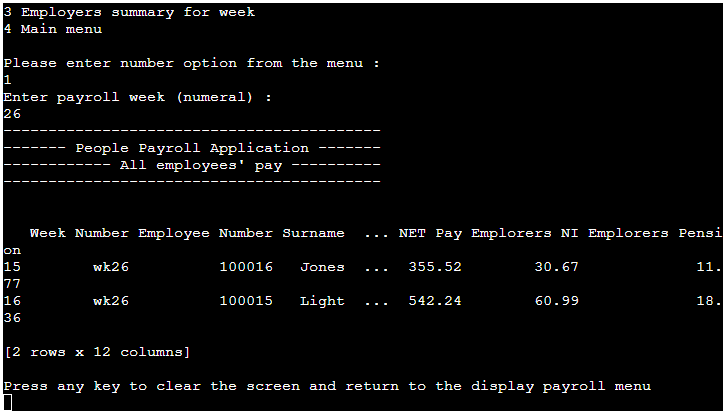 3 Employers summary for week
4 Main menu
Please enter number option from the menu :
1
Enter payroll week (numeral) :
26
------------------------------------------
------- People Payroll Application -------
------------ All employees' pay ----------
------------------------------------------
   Week Number Employee Number Surname  ... NET Pay Emplorers NI Emplorers Pensi
on
15        wk26          100016   Jones  ...  355.52        30.67             11.
77
16        wk26          100015   Light  ...  542.24        60.99             18.
36
[2 rows x 12 columns]
Press any key to clear the screen and return to the display payroll menu